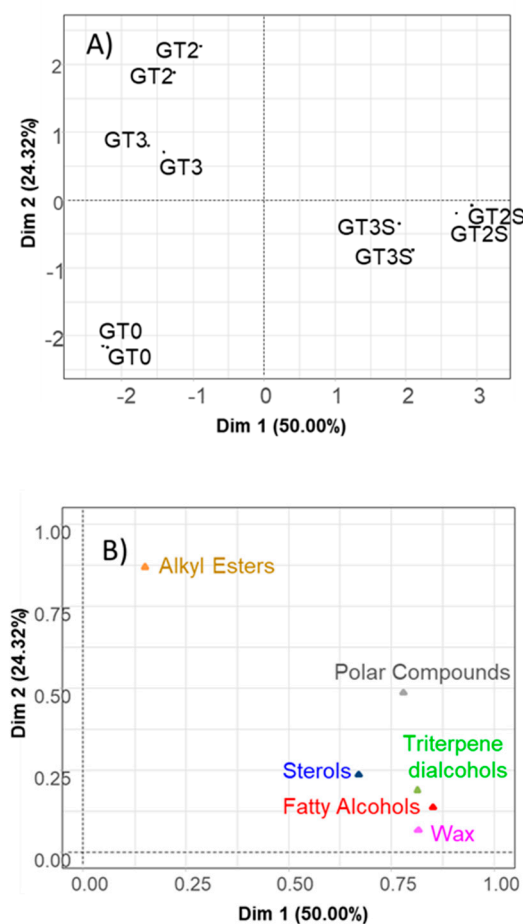 A)
GT2
GT2
GT3
GT3
GT3S
GT3S
GT2S
GT2S
GT0
GT0
2
1
0
-1
-2
Dim 2 (24.32%)
-2 -1 0 1 2 3
Dim 1 (50.00%)
B)
1.00
0.75
0.50
0.25
0.00
Dim 2 (24.32%)
Alkyl Esters
Polar Compounds
Triterpene
dialcohols
Sterols
Fatty Alcohols
Wax
0.00 0.25 0.50 0.75 1.00
Dim 1 (50.00%)